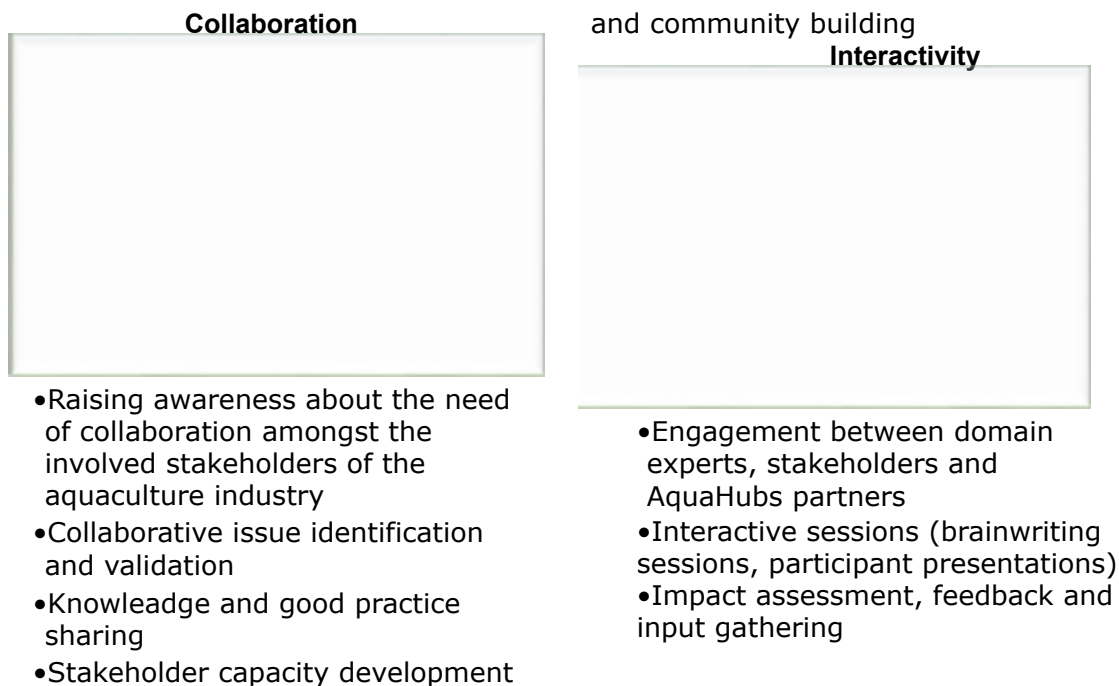 Collaboration
•Raising awareness about the need
of collaboration amongst the
involved stakeholders of the
aquaculture industry
•Collaborative issue identification
and validation
•Knowleadge and good practice
sharing
•Stakeholder capacity development
and community building
Interactivity
•Engagement between domain
experts, stakeholders and
AquaHubs partners
•Interactive sessions (brainwriting
sessions, participant presentations)
•Impact assessment, feedback and
input gathering